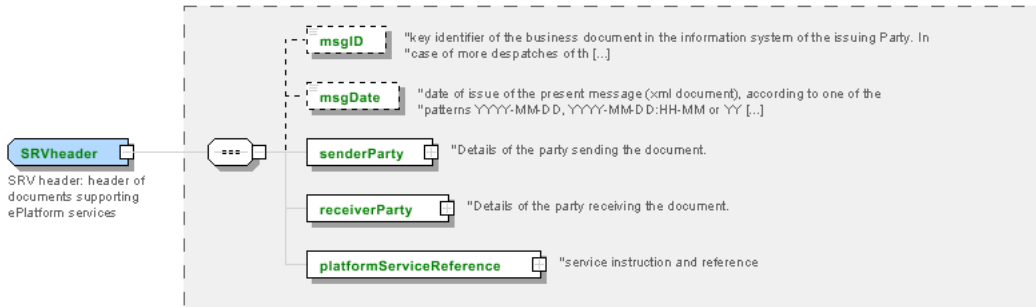 msgID
"key identifier of the business document in the information system of the issuing Party. In
"case of more despatches of th [...]
msgDate
"date of issue of the present message (xml document), according to one of the
"patterns YYYY-MM-DD, YYYY-MM-DD:HH-MM or YY [...]
SRVheader
SRV header: header of
documents supporting
ePlatform services
senderParty
"Details of the party sending the document.
receiverParty
"Details of the party receiving the document.
platformServiceReference
"service instruction and reference